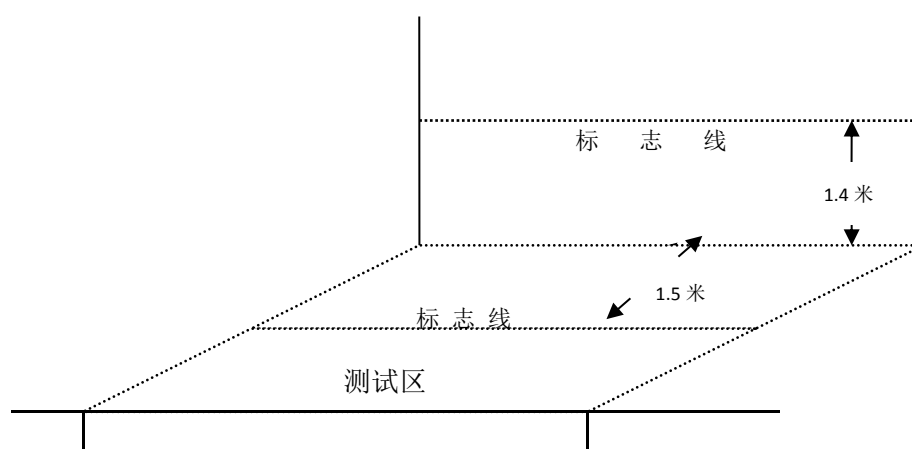 标 志 线
1.4 米
1.5 米
标 志 线
测试区